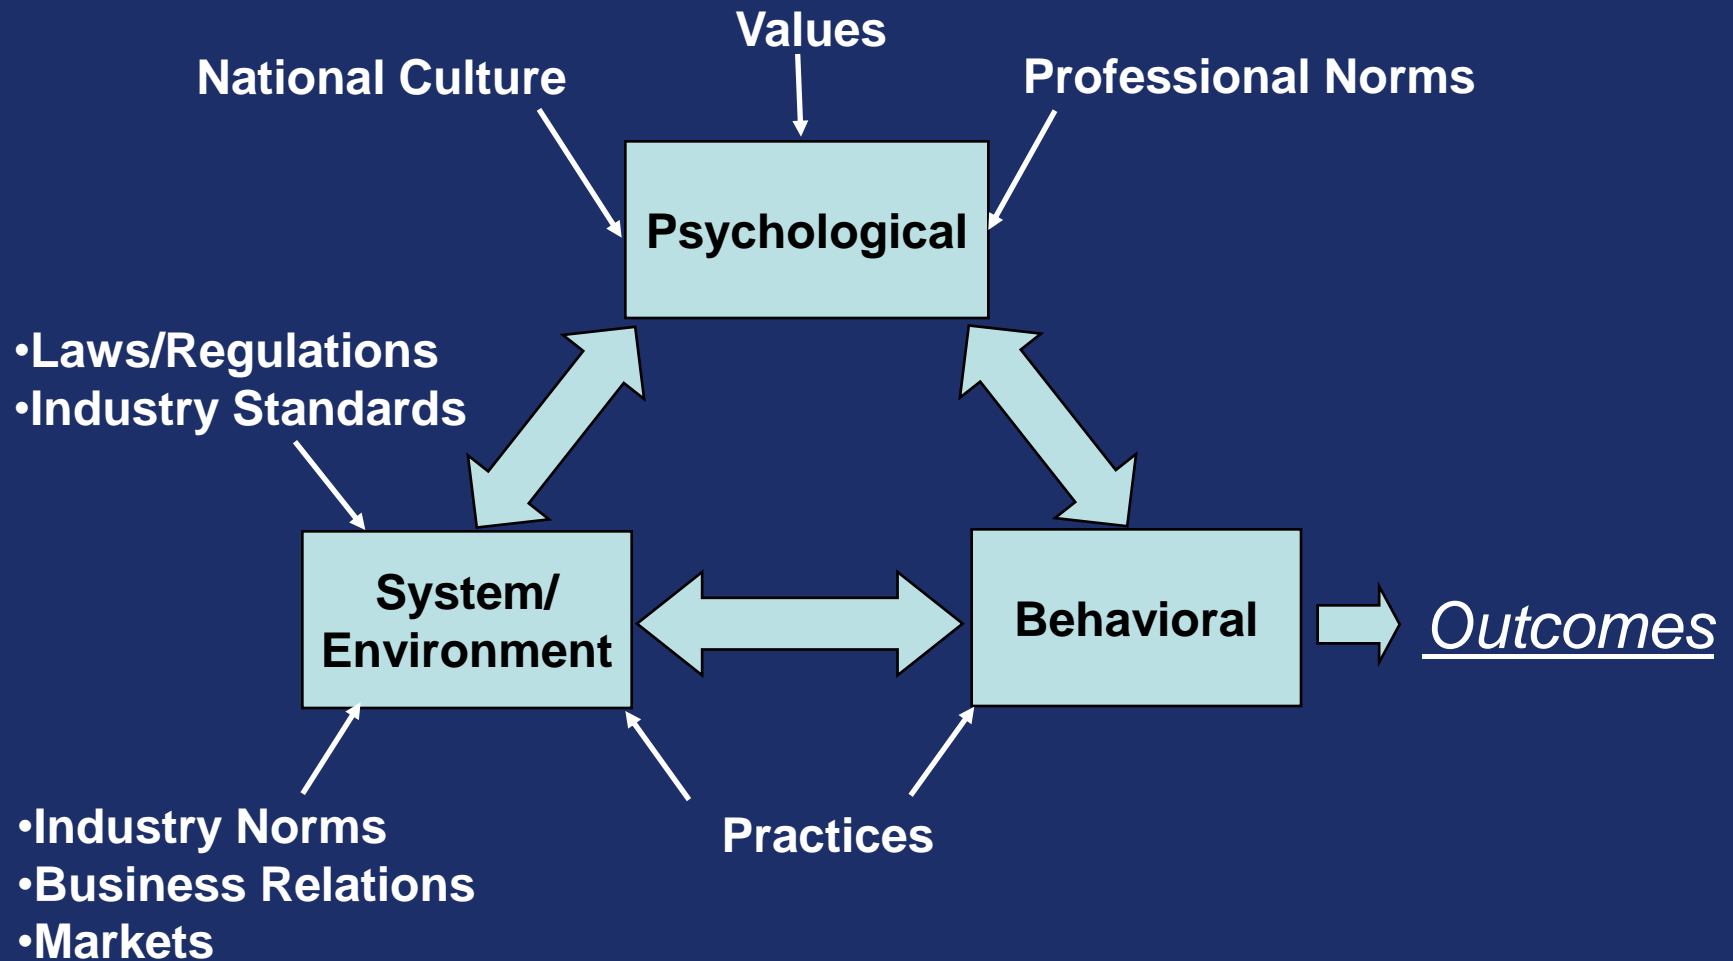 Values
National Culture
Professional Norms
Psychological
•Laws/Regulations
•Industry Standards
System/
Environment
Behavioral
Outcomes
•Industry Norms
•Business Relations
•Markets
Practices